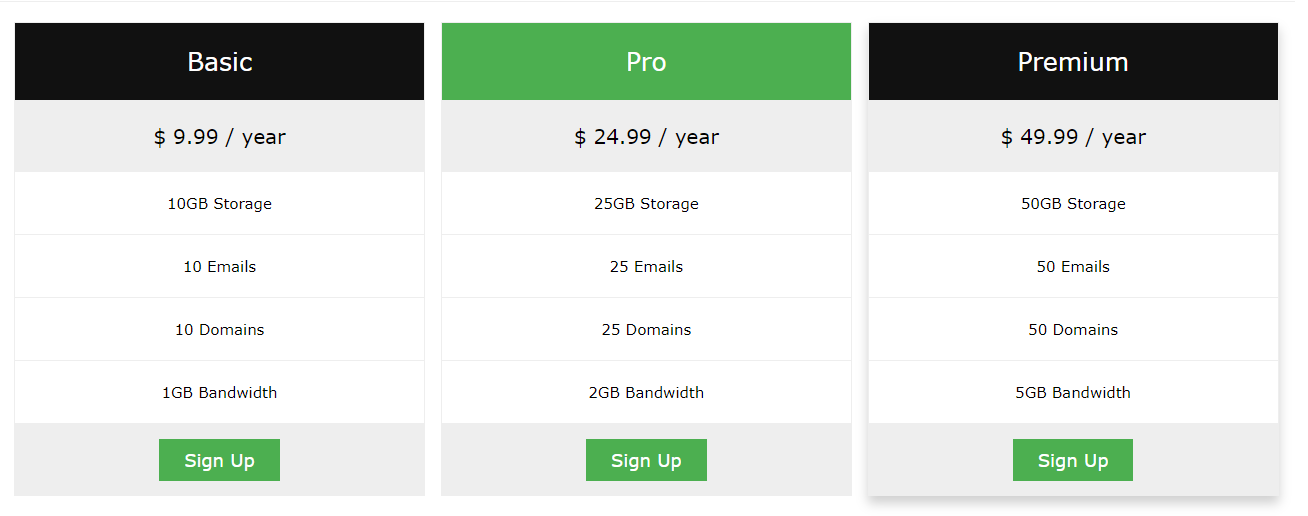 Basic
$ 9.99 / year
10GB Storage
10 Emails
10 Domains
1GB Bandwidth
Sign Up
Pro
$ 24.99 / year
25GB Storage
25 Emails
25 Domains
2GB Bandwidth
Sign Up
Premium
$ 49.99 / year
50GB Storage
50 Emails
50 Domains
5GB Bandwidth
Sign Up